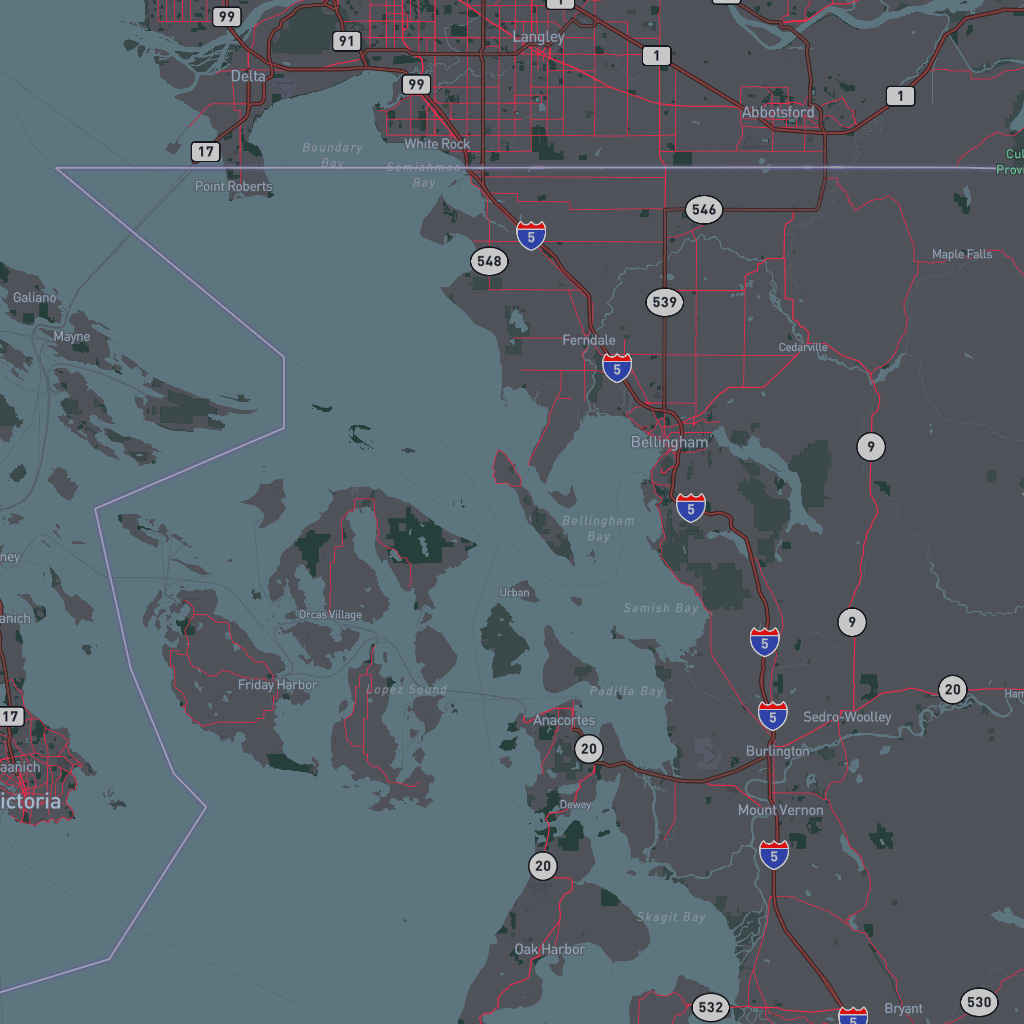 1
99
91
Langley
1
Delta
99
1
Abbotsford
17
White Rock
Boundary
Bay
Semiahmoo
Bay
Cul
Provi
Point Roberts
546
5
548
Maple Falls
Galiano
539
Mayne
Ferndale
Cedarville
5
Bellingham
9
5
Bellingham
Bay
ney
Urban
Samish Bay
anich
Orcas Village
9
5
Friday Harbor
Lopez Sound
Padilla Bay
20
Ham
17
5
Sedro-Woolley
Anacortes
20
Burlington
aanich
ictoria
Dewey
Mount Vernon
5
20
Skagit Bay
Oak Harbor
532
Bryant
530
5